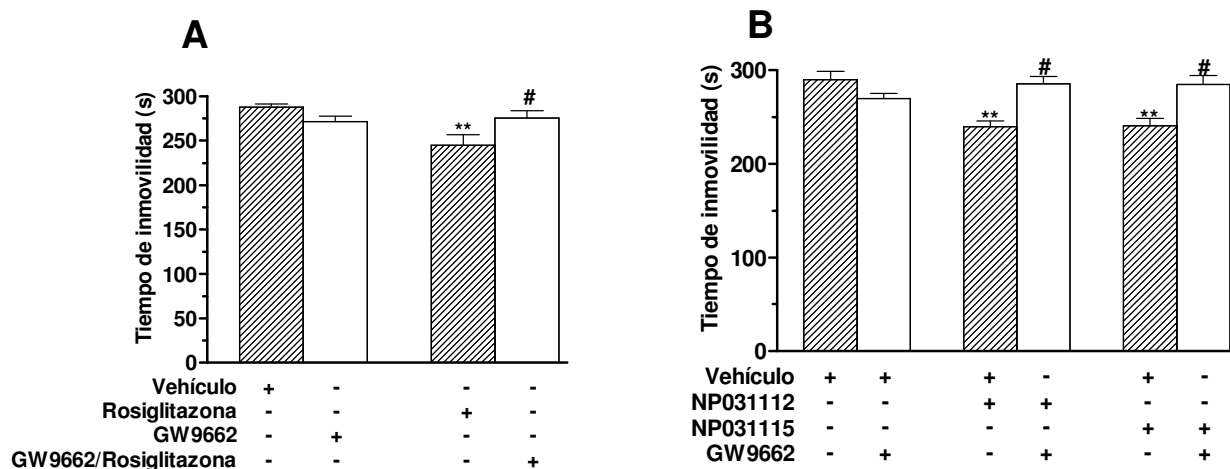 A
Tiempo de inmovilidad (s)
300
250
200
150
100
50
0
**
#
Vehículo + - - -
Rosiglitazona - - + -
GW9662 - + - -
GW9662/Rosiglitazona - - - +
B
Tiempo de inmovilidad (s)
300
200
100
0
**
#
**
#
Vehículo + + + - + -
NP031112 - - + + - -
NP031115 - - - - + +
GW9662 - + - + - +